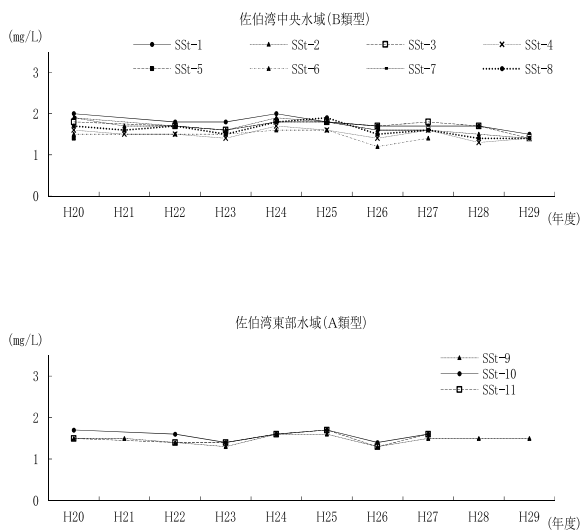 佐伯湾中央水域(B類型)
(mg/L)
SSt-1 SSt-2 SSt-3 SSt-4
SSt-5 SSt-6 SSt-7 SSt-8
3
2
1
0
H20 H21 H22 H23 H24 H25 H26 H27 H28 H29
(年度)
佐伯湾東部水域(A類型)
(mg/L)
SSt-9
SSt-10
SSt-11
3
2
1
0
H20 H21 H22 H23 H24 H25 H26 H27 H28 H29
(年度)